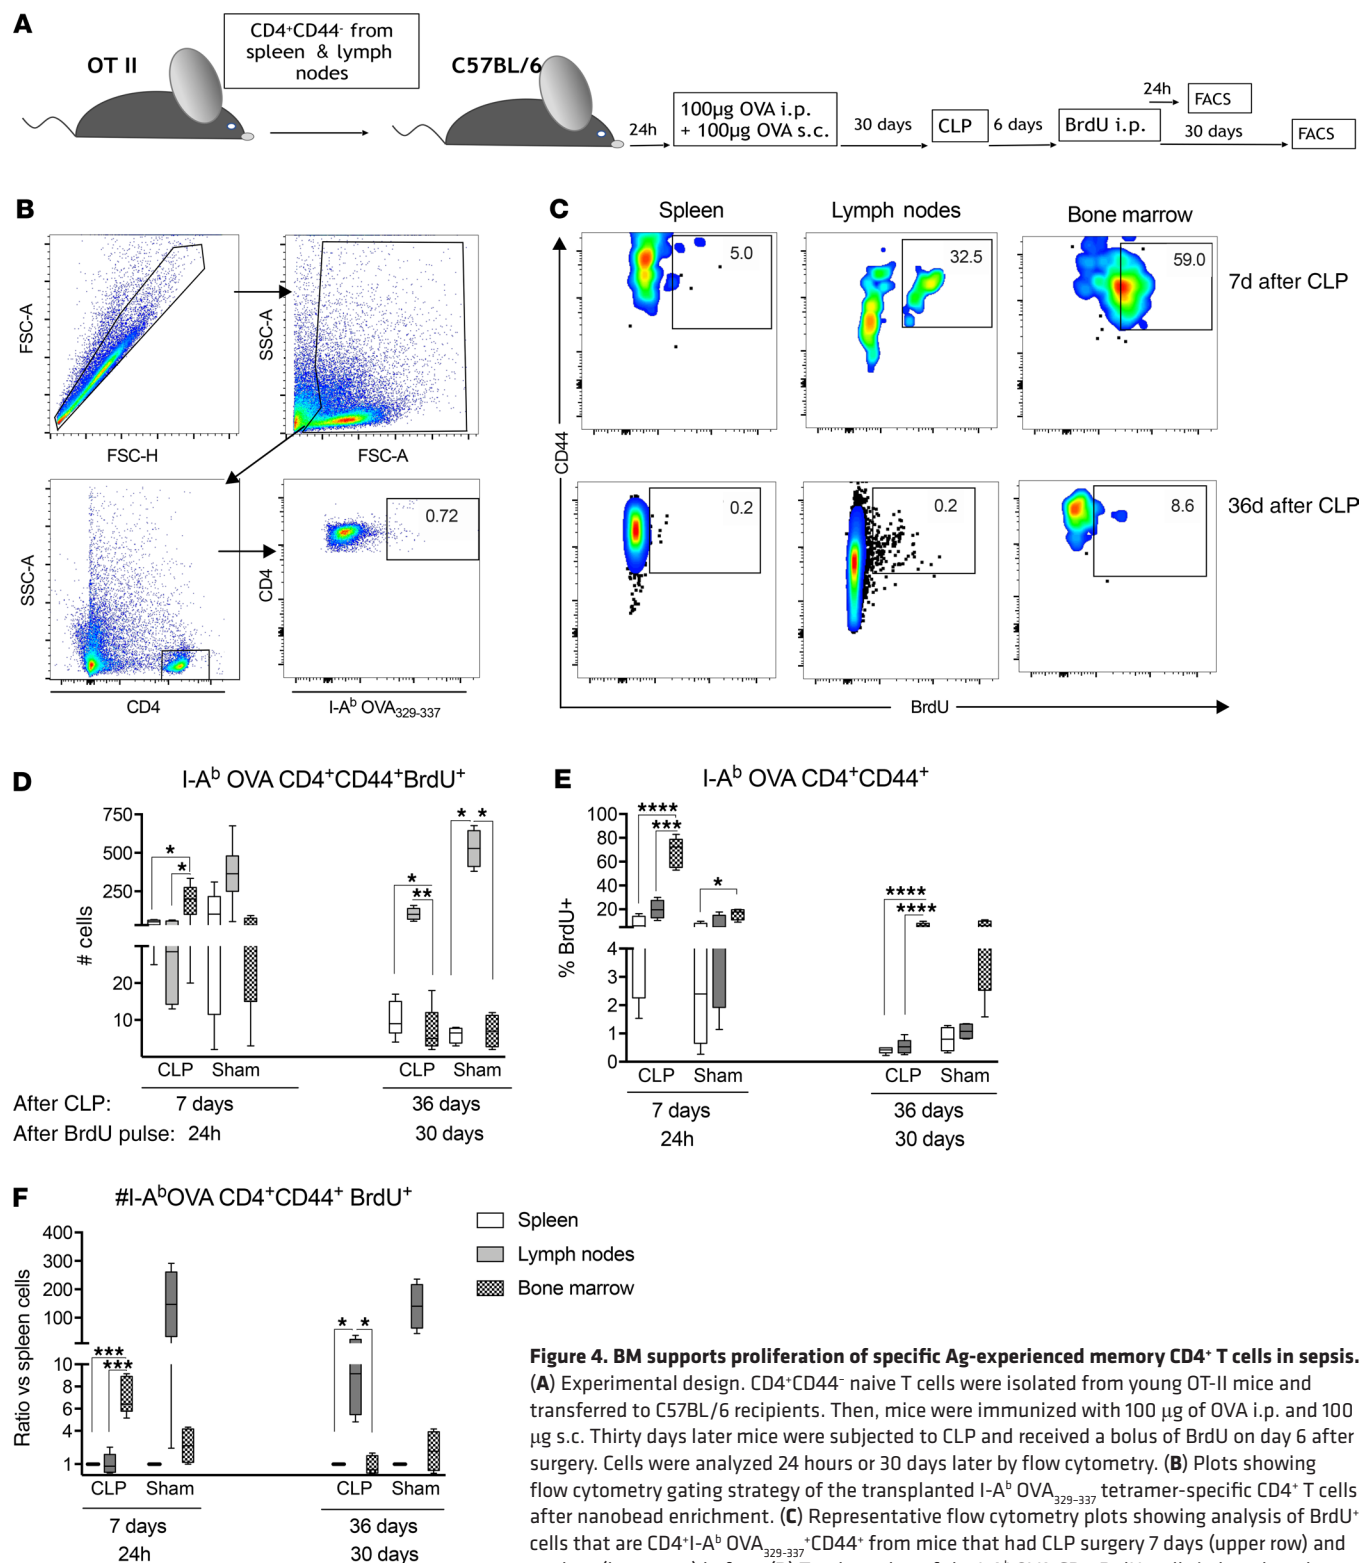 A
OT II
CD4⁺CD44⁻ from
spleen & lymph
nodes
C57BL/6
24h
100µg OVA i.p.
+ 100µg OVA s.c.
30 days
CLP
6 days
BrdU i.p.
24h
FACS
30 days
FACS
B
FSC-A
FSC-H
SSC-A
FSC-A
SSC-A
CD4
CD4
0.72
I-Aᵇ OVA₃₂₉₋₃₃₇
C
Spleen
Lymph nodes
Bone marrow
5.0
32.5
59.0
7d after CLP
CD44
0.2
0.2
8.6
36d after CLP
BrdU
D
I-Aᵇ OVA CD4⁺CD44⁺BrdU⁺
# cells
750
500
250
20
10
* * * ** * *
CLP Sham CLP Sham
After CLP: 7 days 36 days
After BrdU pulse: 24h 30 days
E
I-Aᵇ OVA CD4⁺CD44⁺
% BrdU+
100
80
60
40
20
4
3
2
1
0
**** *** * **** ****
CLP Sham CLP Sham
7 days 36 days
24h 30 days
F
#I-AᵇOVA CD4⁺CD44⁺ BrdU⁺
Ratio vs spleen cells
400
300
200
100
10
8
6
4
1
*** *** * *
CLP Sham CLP Sham
7 days 36 days
24h 30 days
Spleen
Lymph nodes
Bone marrow
Figure 4. BM supports proliferation of specific Ag-experienced memory CD4⁺ T cells in sepsis.
(A) Experimental design. CD4⁺CD44⁻ naive T cells were isolated from young OT-II mice and
transferred to C57BL/6 recipients. Then, mice were immunized with 100 μg of OVA i.p. and 100
μg s.c. Thirty days later mice were subjected to CLP and received a bolus of BrdU on day 6 after
surgery. Cells were analyzed 24 hours or 30 days later by flow cytometry. (B) Plots showing
flow cytometry gating strategy of the transplanted I-Aᵇ OVA₃₂₉₋₃₃₇ tetramer-specific CD4⁺ T cells
after nanobead enrichment. (C) Representative flow cytometry plots showing analysis of BrdU⁺
cells that are CD4⁺I-Aᵇ OVA₃₂₉₋₃₃₇⁺CD44⁺ from mice that had CLP surgery 7 days (upper row) and